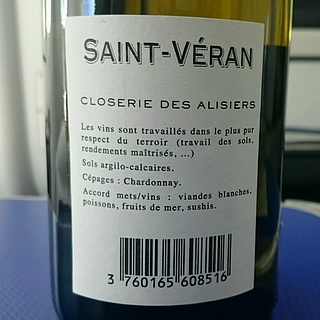 SAINT-VÉRAN
CLOSERIE DES ALISIERS
Les vins sont travaillés dans le plus pur
respect du terroir (travail des sols,
rendements maîtrisés, ...)
Sols argilo-calcaires.
Cépages : Chardonnay.
Accord mets/vins : viandes blanches,
poissons, fruits de mer, sushis.
3 760165 608516